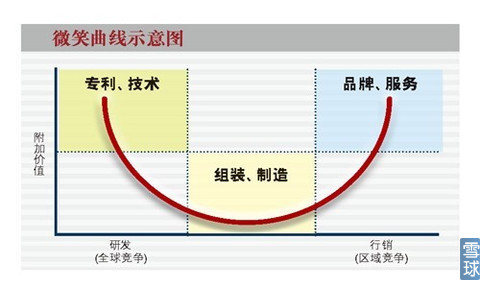 微笑曲线示意图
专利、技术
品牌、服务
组装、制造
附加价值
研发
(全球竞争)
行销
(区域竞争)
雪球